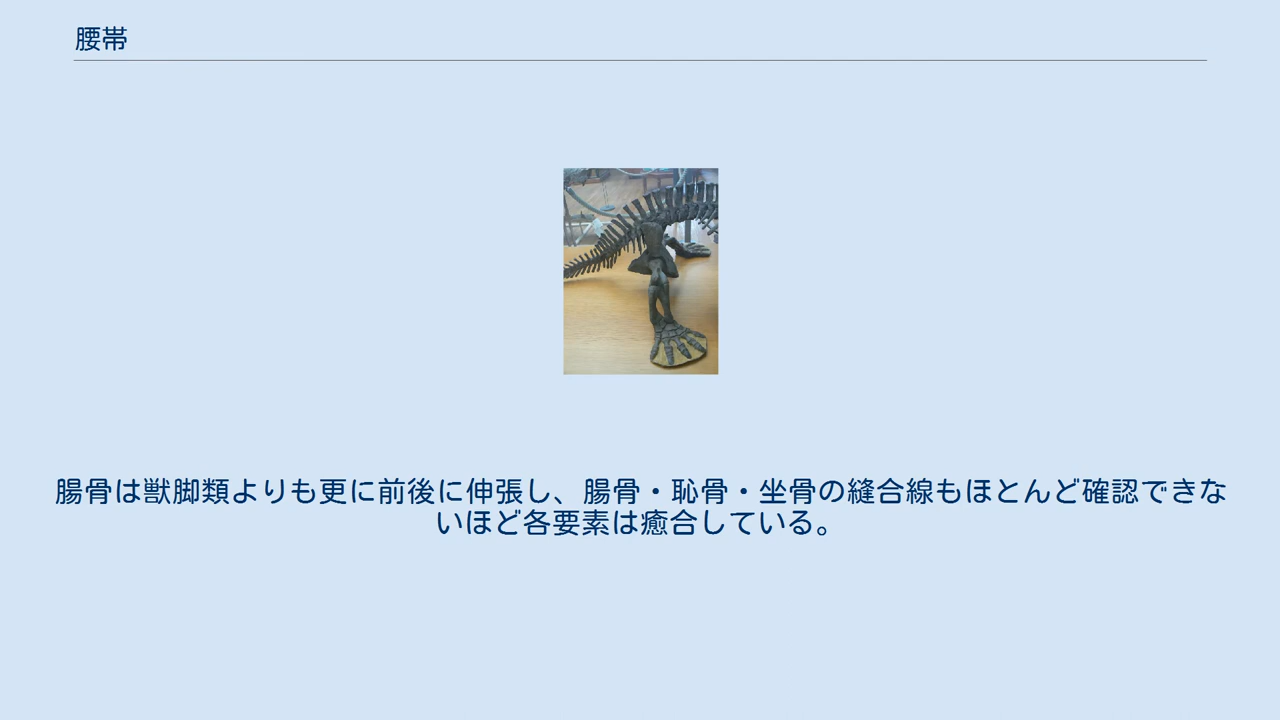 腰帯
腸骨は獣脚類よりも更に前後に伸張し、腸骨・恥骨・坐骨の縫合線もほとんど確認できな
いほど各要素は癒合している。